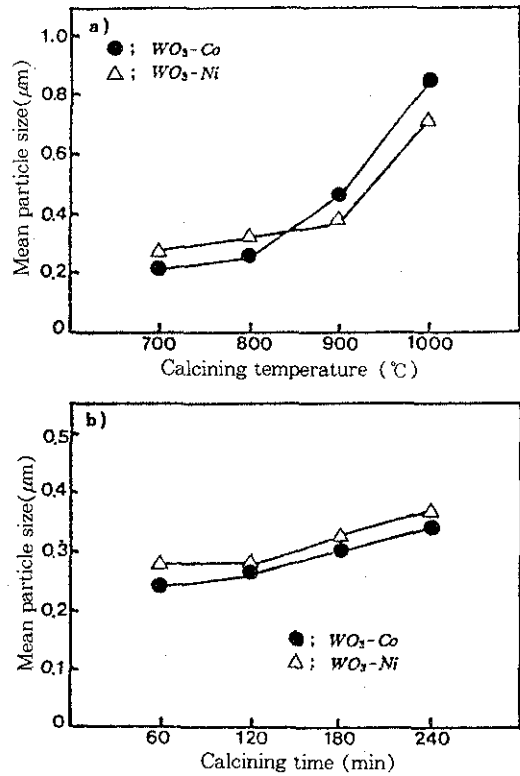 a)
● ; WO₃-Co
△ ; WO₃-Ni
Mean particle size(μm)
1.0
0.8
0.6
0.4
0.2
0
700 800 900 1000
Calcining temperature (℃)
b)
Mean particle size(μm)
0.5
0.4
0.3
0.2
0.1
0
● ; WO₃-Co
△ ; WO₃-Ni
60 120 180 240
Calcining time (min)